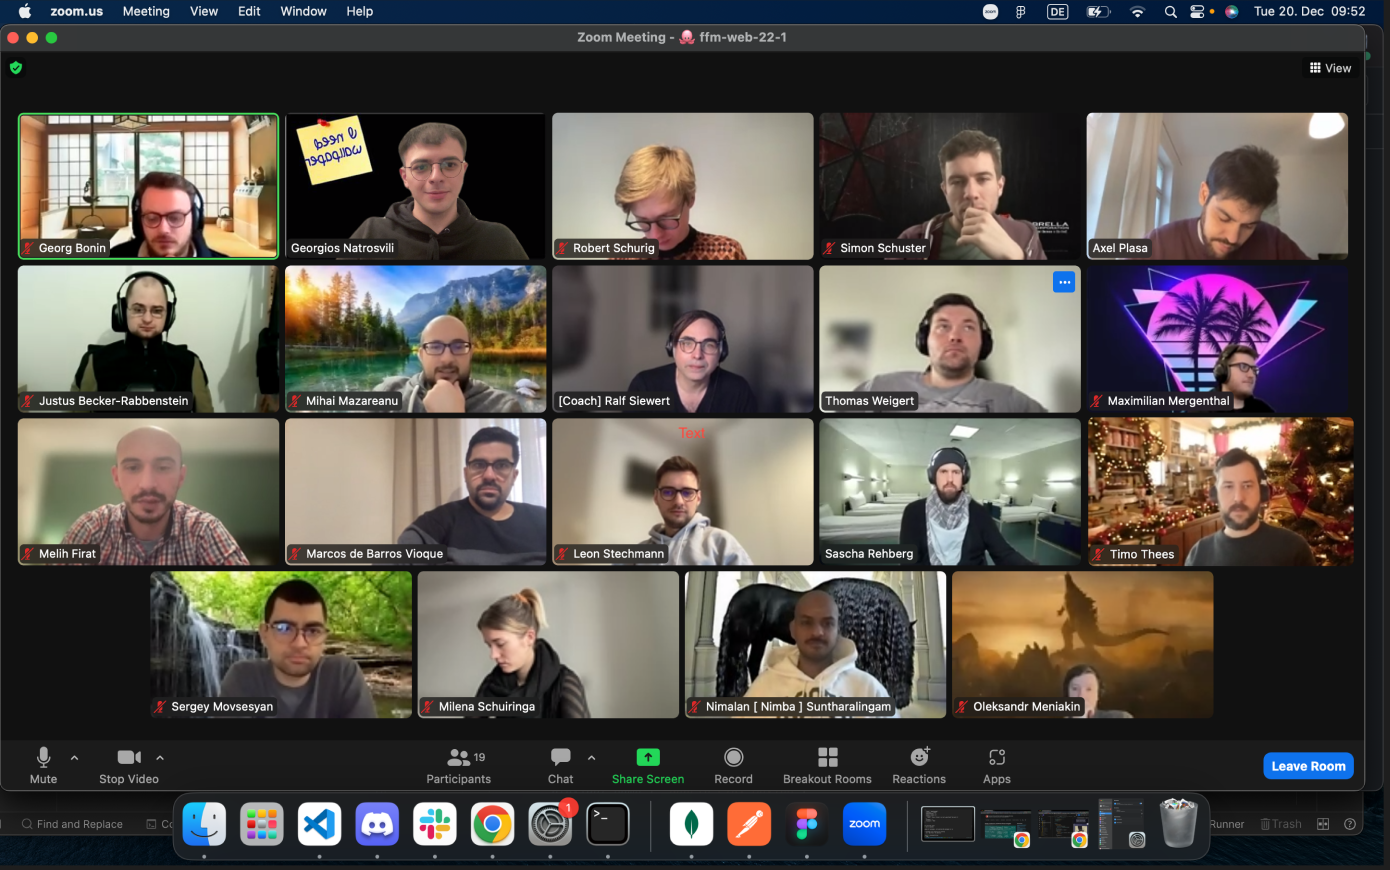 zoom.us Meeting View Edit Window Help
zoom DE Tue 20. Dec 09:52
Zoom Meeting - 🐙 ffm-web-22-1
View
I need
wallpaper
Georg Bonin
Georgios Natrosvili
Robert Schurig
Simon Schuster
Axel Plasa
Justus Becker-Rabbenstein
Mihai Mazareanu
[Coach] Ralf Siewert
Thomas Weigert
Maximilian Mergenthal
Text
Melih Firat
Marcos de Barros Vioque
Leon Stechmann
Sascha Rehberg
Timo Thees
Sergey Movsesyan
Milena Schuiringa
Nimalan [ Nimba ] Suntharalingam
Oleksandr Meniakin
19
Mute
Stop Video
Participants
Chat
Share Screen
Record
Breakout Rooms
Reactions
Apps
Leave Room
1
>_
zoom
Find and Replace
Co
Runner
Trash